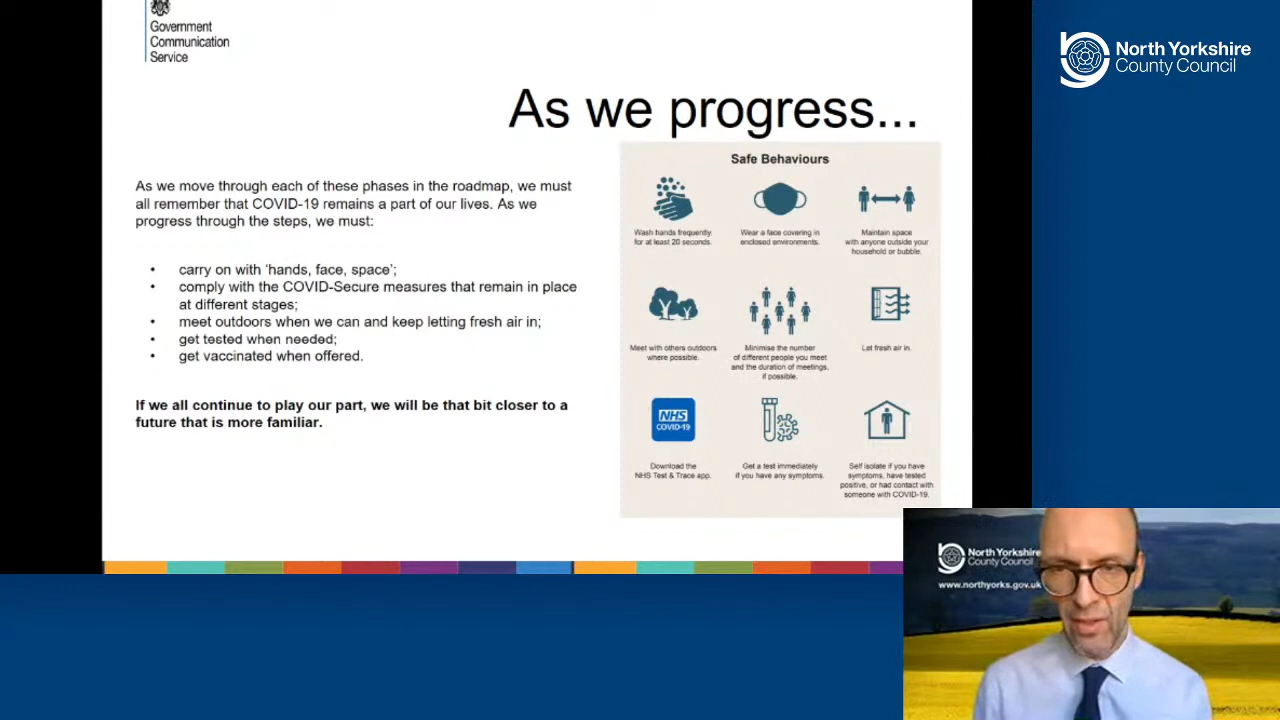 Government
Communication
Service
North Yorkshire
County Council
As we progress...
As we move through each of these phases in the roadmap, we must
all remember that COVID-19 remains a part of our lives. As we
progress through the steps, we must:
• carry on with 'hands, face, space';
• comply with the COVID-Secure measures that remain in place
at different stages;
• meet outdoors when we can and keep letting fresh air in;
• get tested when needed;
• get vaccinated when offered.
If we all continue to play our part, we will be that bit closer to a
future that is more familiar.
Safe Behaviours
Wash hands frequently,
for at least 20 seconds.
Wear a face covering in
enclosed environments.
Maintain space
with anyone outside your
household or bubble.
Meet with others outdoors
where possible.
Minimise the number
of different people you meet
and the duration of meetings,
if possible.
Let fresh air in.
NHS
COVID-19
Download the
NHS Test & Trace app.
Get a test immediately
if you have any symptoms.
Self isolate if you have
symptoms, have tested
positive, or had contact with
someone with COVID-19.
North Yorkshire
County Council
www.northyorks.gov.uk